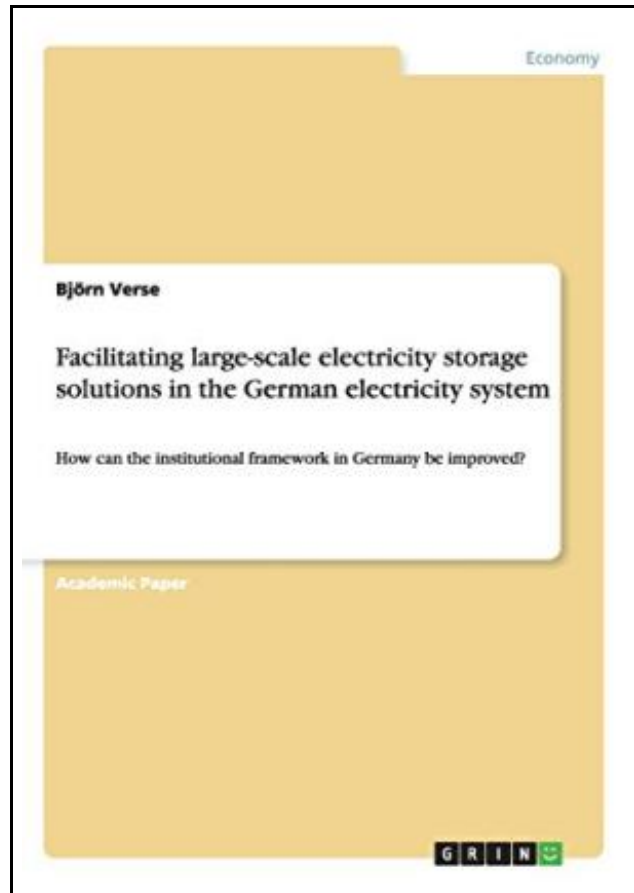 Economy
Björn Verse
Facilitating large-scale electricity storage
solutions in the German electricity system
How can the institutional framework in Germany be improved?
Academic Paper
GRIN